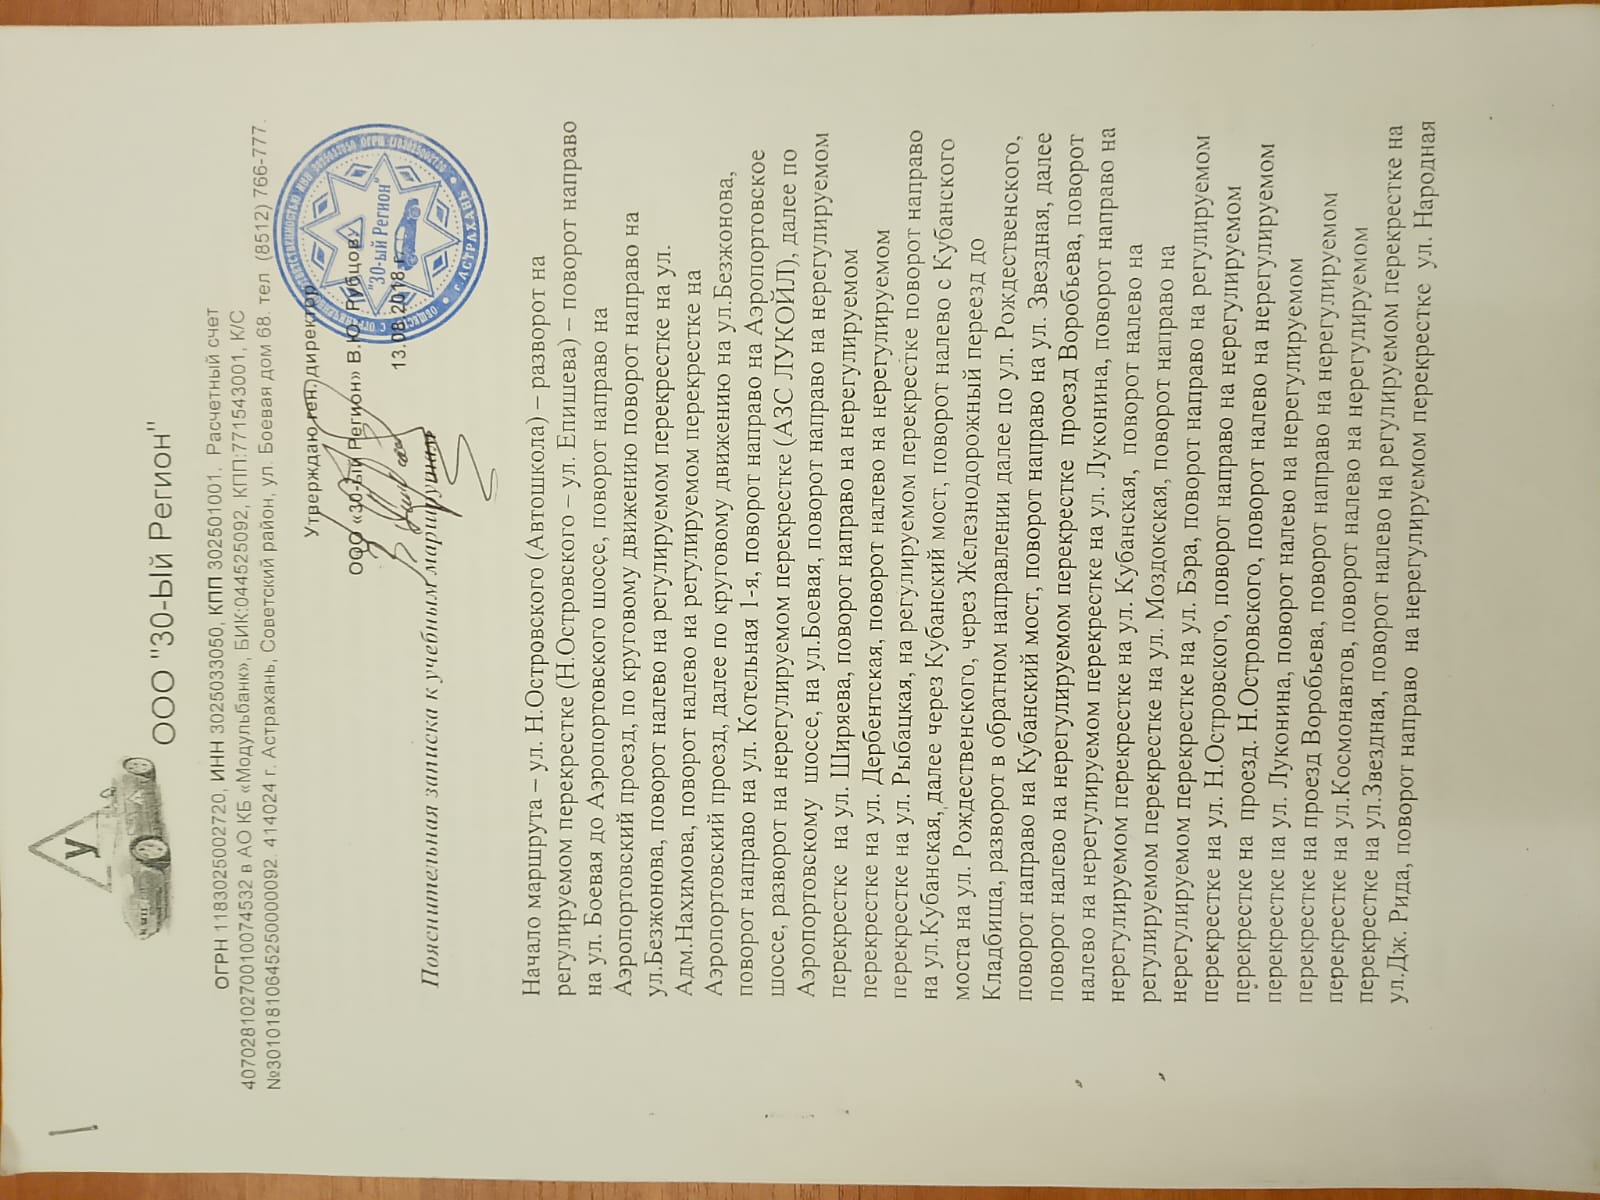 У
ООО "30-ЫЙ Регион"
ОГРН 1183025002720, ИНН 3025033050, КПП 302501001. Расчетный счет
40702810270010074532 в АО КБ «Модульбанк», БИК:044525092, КПП:771543001, К/С
№30101810645250000092. 414024 г. Астрахань, Советский район, ул. Боевая дом 68. тел (8512) 766-777.
Утверждаю ген. директор
ООО «30-ый Регион» В.Ю. Рубцову
13.08.2018 г.
"30-ый Регион"
г. АСТРАХАНЬ
Пояснительная записка к учебным маршрутам
Начало маршрута – ул. Н.Островского (Автошкола) – разворот на
регулируемом перекрестке (Н.Островского – ул. Епишева) – поворот направо
на ул. Боевая до Аэропортовского шоссе, поворот направо на
Аэропортовский проезд, по круговому движению поворот направо на
ул.Безжонова, поворот налево на регулируемом перекрестке на ул.
Адм.Нахимова, поворот налево на регулируемом перекрестке на
Аэропортовский проезд, далее по круговому движению на ул.Безжонова,
поворот направо на ул. Котельная 1-я, поворот направо на Аэропортовское
шоссе, разворот на нерегулируемом перекрестке (АЗС ЛУКОЙЛ), далее по
Аэропортовскому шоссе, на ул.Боевая, поворот направо на нерегулируемом
перекрестке на ул. Ширяева, поворот направо на нерегулируемом
перекрестке на ул. Дербентская, поворот налево на нерегулируемом
перекрестке на ул. Рыбацкая, на регулируемом перекрестке поворот направо
на ул.Кубанская, далее через Кубанский мост, поворот налево с Кубанского
моста на ул. Рождественского, через Железнодорожный переезд до
Кладбища, разворот в обратном направлении далее по ул. Рождественского,
поворот направо на Кубанский мост, поворот направо на ул. Звездная, далее
поворот налево на нерегулируемом перекрестке проезд Воробьева, поворот
налево на нерегулируемом перекрестке на ул. Луконина, поворот направо на
нерегулируемом перекрестке на ул. Кубанская, поворот налево на
регулируемом перекрестке на ул. Моздокская, поворот направо на
нерегулируемом перекрестке на ул. Бэра, поворот направо на регулируемом
перекрестке на ул. Н.Островского, поворот направо на нерегулируемом
перекрестке на проезд. Н.Островского, поворот налево на нерегулируемом
перекрестке на ул. Луконина, поворот налево на нерегулируемом
перекрестке на проезд Воробьева, поворот направо на нерегулируемом
перекрестке на ул.Космонавтов, поворот налево на нерегулируемом
перекрестке на ул.Звездная, поворот налево на регулируемом перекрестке на
ул.Дж. Рида, поворот направо на нерегулируемом перекрестке ул. Народная